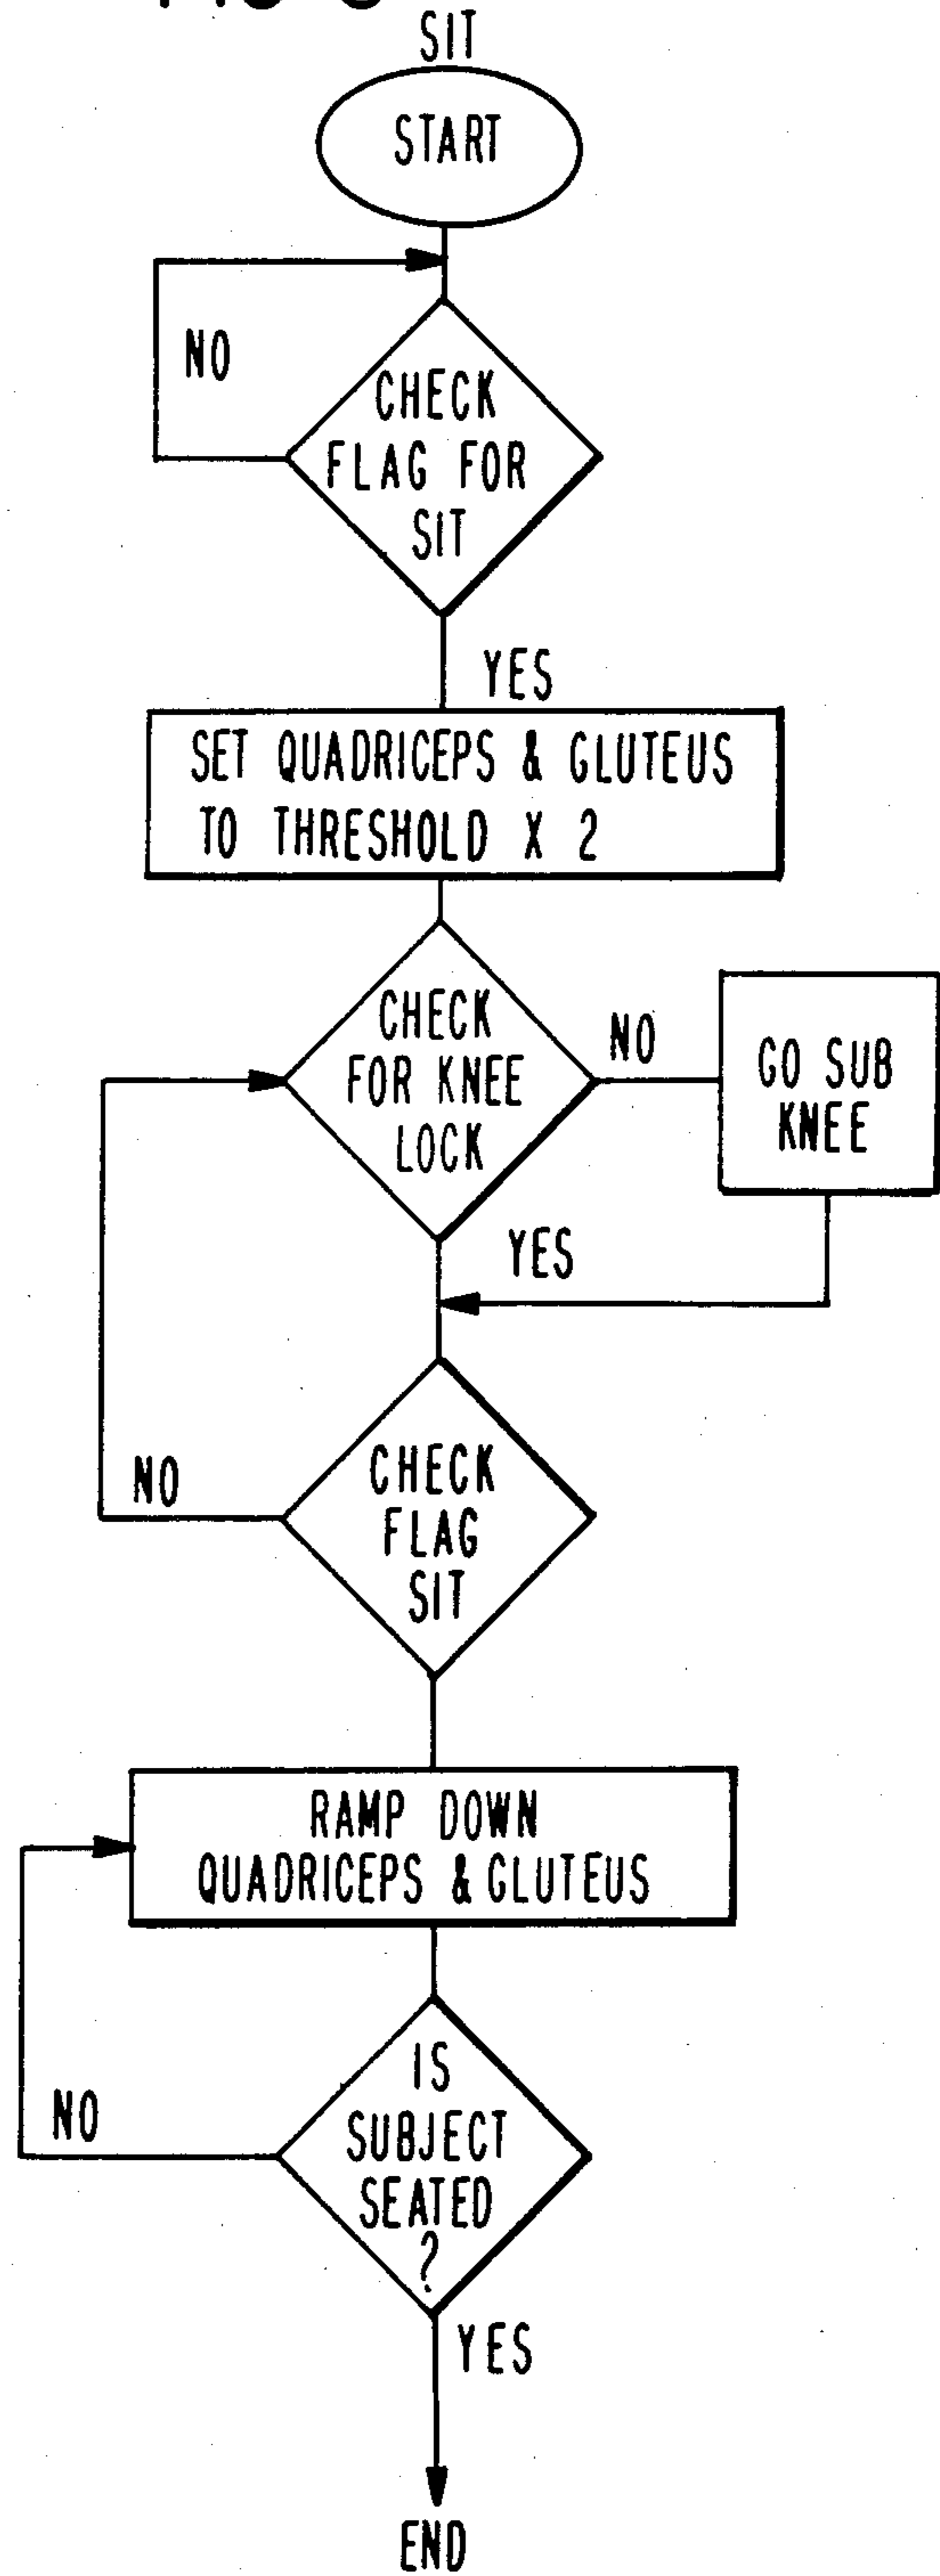 SIT
START
NO
CHECK
FLAG FOR
SIT
YES
SET QUADRICEPS & GLUTEUS
TO THRESHOLD X 2
CHECK
FOR KNEE
LOCK
NO
GO SUB
KNEE
YES
CHECK
FLAG
SIT
NO
RAMP DOWN
QUADRICEPS & GLUTEUS
IS
SUBJECT
SEATED
?
NO
YES
END